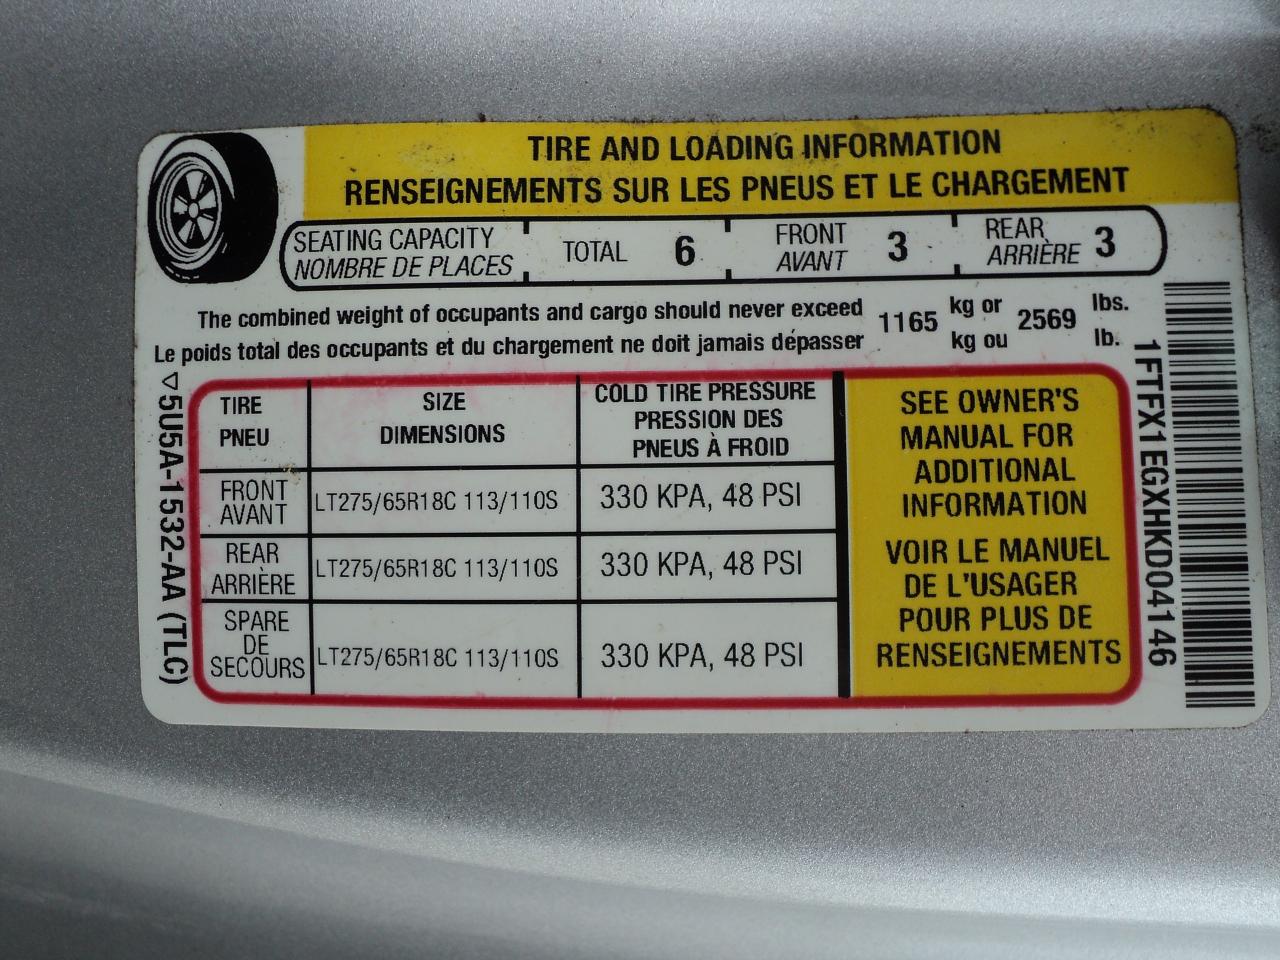 TIRE AND LOADING INFORMATION
RENSEIGNEMENTS SUR LES PNEUS ET LE CHARGEMENT
SEATING CAPACITY
NOMBRE DE PLACES
TOTAL 6
FRONT
AVANT 3
REAR
ARRIÈRE 3
The combined weight of occupants and cargo should never exceed 1165 kg or 2569 lbs.
Le poids total des occupants et du chargement ne doit jamais dépasser kg ou lb.
TIRE
PNEU
SIZE
DIMENSIONS
COLD TIRE PRESSURE
PRESSION DES
PNEUS À FROID
FRONT
AVANT
LT275/65R18C 113/110S
330 KPA, 48 PSI
REAR
ARRIÈRE
LT275/65R18C 113/110S
330 KPA, 48 PSI
SPARE
DE
SECOURS
LT275/65R18C 113/110S
330 KPA, 48 PSI
SEE OWNER'S
MANUAL FOR
ADDITIONAL
INFORMATION
VOIR LE MANUEL
DE L'USAGER
POUR PLUS DE
RENSEIGNEMENTS
▽5U5A-1532-AA (TLC)
1FTFX1EGXHKD04146